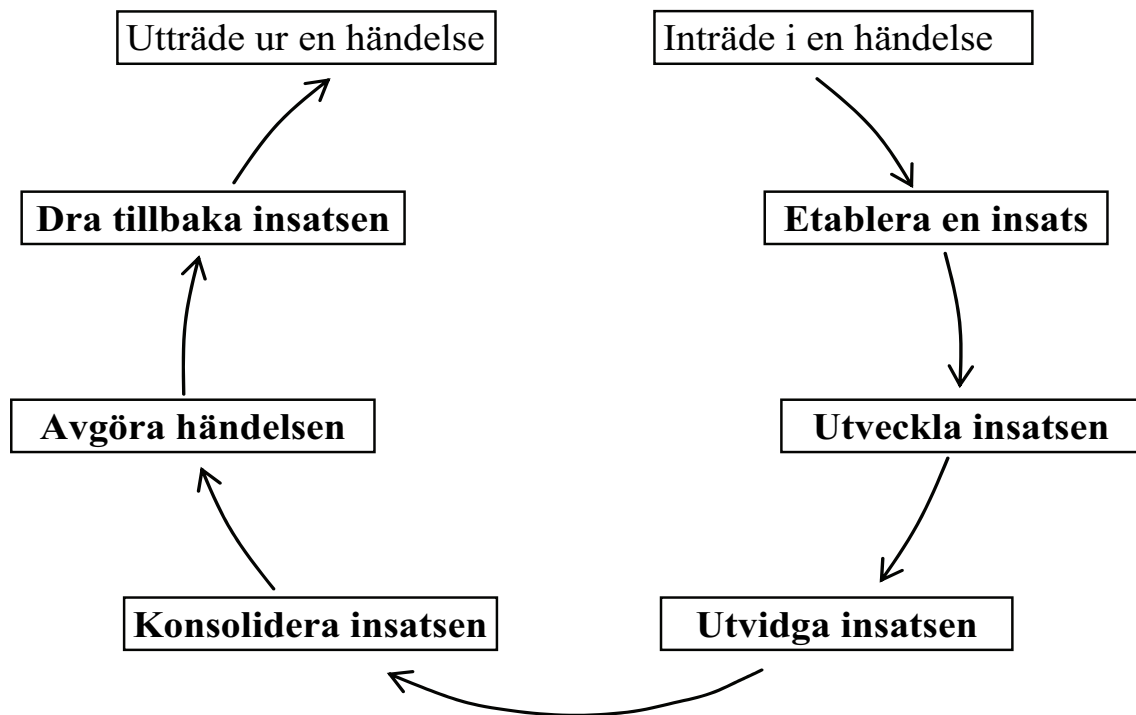 Utträde ur en händelse
Inträde i en händelse
Dra tillbaka insatsen
Etablera en insats
Avgöra händelsen
Utveckla insatsen
Konsolidera insatsen
Utvidga insatsen